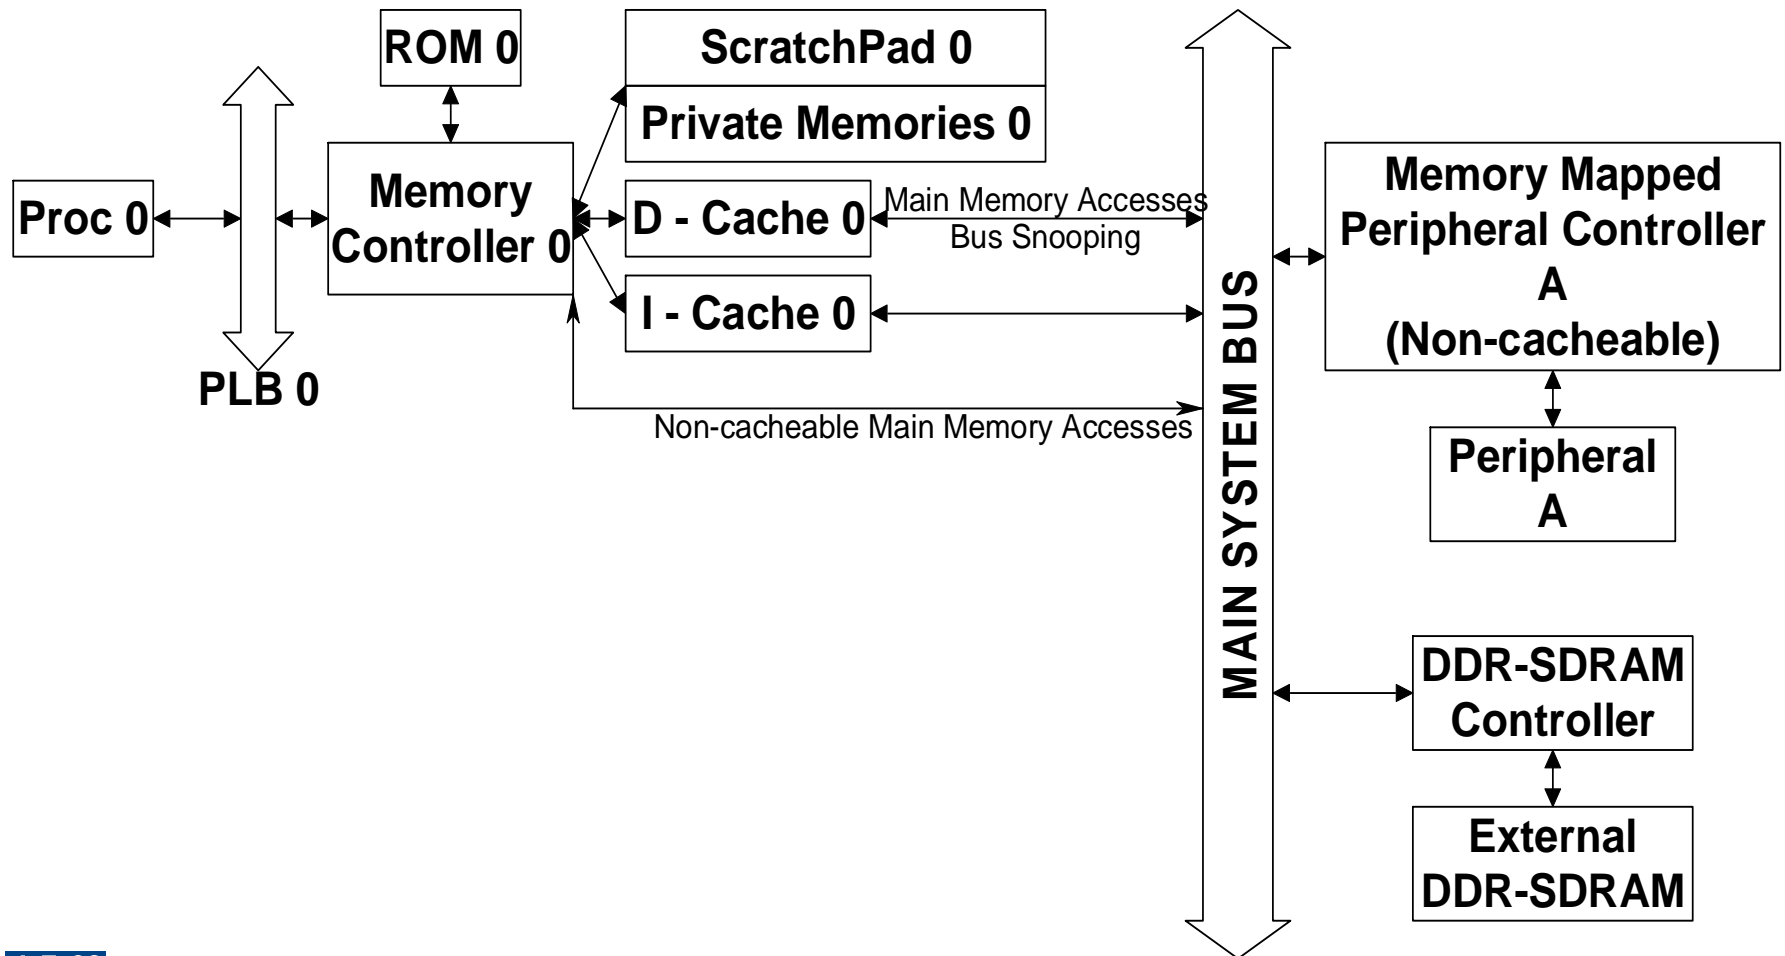 ROM 0
ScratchPad 0
Private Memories 0
Proc 0
Memory
Controller 0
D - Cache 0
Main Memory Accesses
Bus Snooping
I - Cache 0
PLB 0
Non-cacheable Main Memory Accesses
MAIN SYSTEM BUS
Memory Mapped
Peripheral Controller
A
(Non-cacheable)
Peripheral
A
DDR-SDRAM
Controller
External
DDR-SDRAM